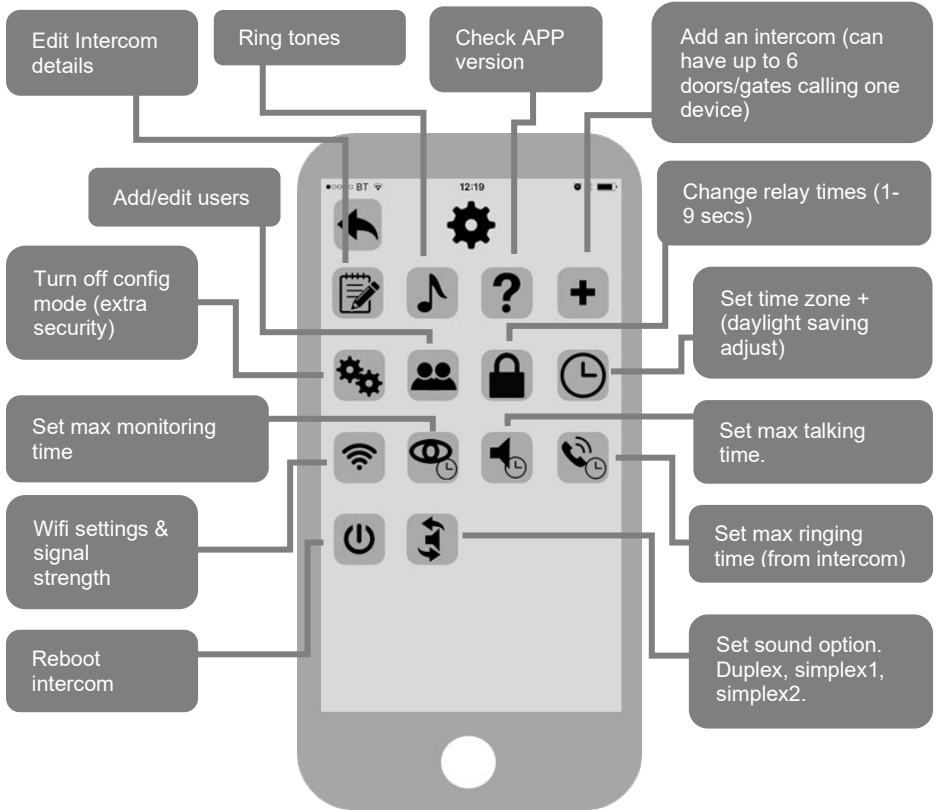 Edit Intercom
details
Ring tones
Check APP
version
Add an intercom (can
have up to 6
doors/gates calling one
device)
BT
12:19
Add/edit users
Change relay times (1-
9 secs)
Turn off config
mode (extra
security)
Set time zone +
(daylight saving
adjust)
Set max monitoring
time
Set max talking
time.
Wifi settings &
signal
strength
Set max ringing
time (from intercom)
Reboot
intercom
Set sound option.
Duplex, simplex1,
simplex2.